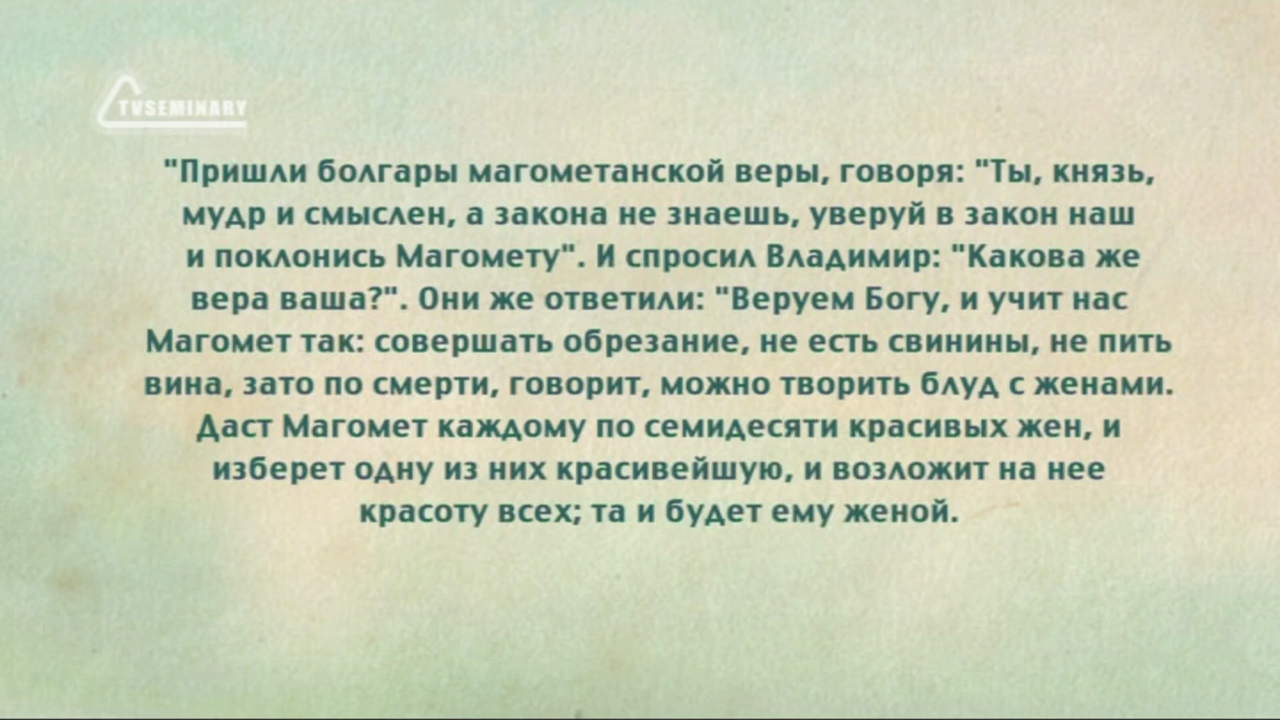 TVSEMINARY
"Пришли болгары магометанской веры, говоря: "Ты, князь,
мудр и смыслен, а закона не знаешь, уверуй в закон наш
и поклонись Магомету". И спросил Владимир: "Какова же
вера ваша?". Они же ответили: "Веруем Богу, и учит нас
Магомет так: совершать обрезание, не есть свинины, не пить
вина, зато по смерти, говорит, можно творить блуд с женами.
Даст Магомет каждому по семидесяти красивых жен, и
изберет одну из них красивейшую, и возложит на нее
красоту всех; та и будет ему женой.